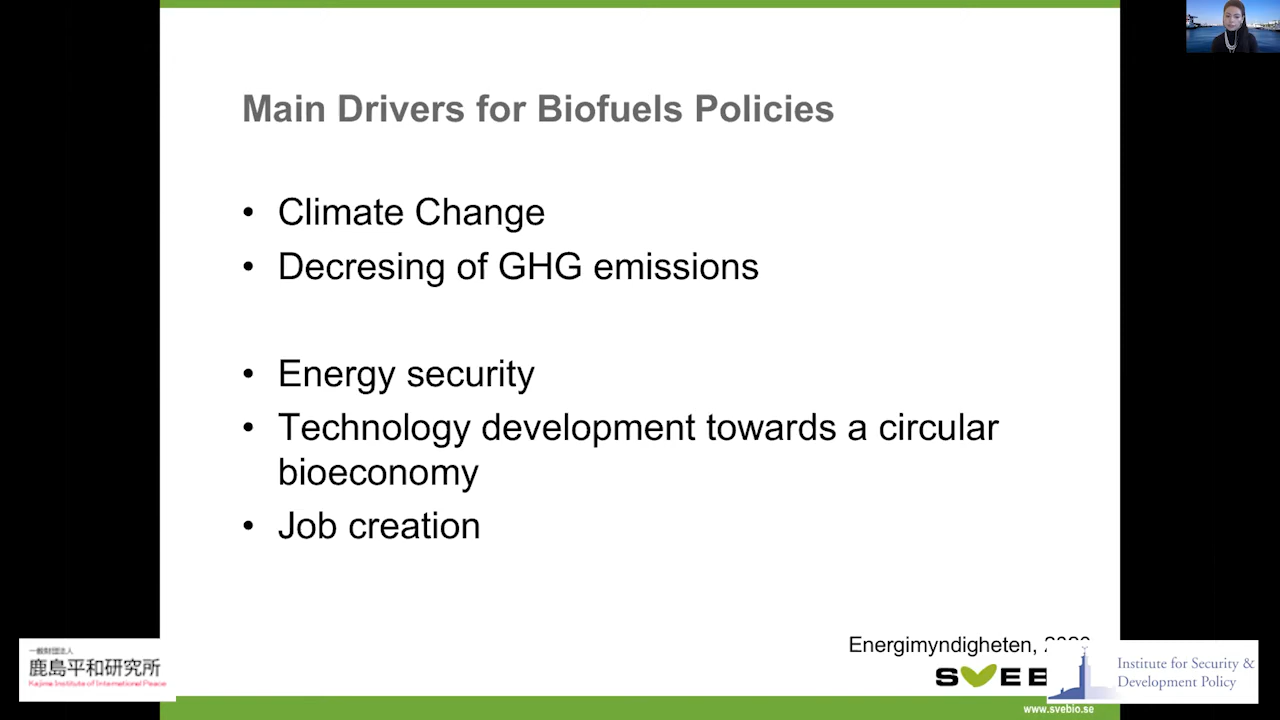 Main Drivers for Biofuels Policies
• Climate Change
• Decresing of GHG emissions
• Energy security
• Technology development towards a circular
bioeconomy
• Job creation
Energimyndigheten,
SVEB
www.svebio.se
一般財団法人
鹿島平和研究所
Kajima Institute of International Peace
Institute for Security &
Development Policy